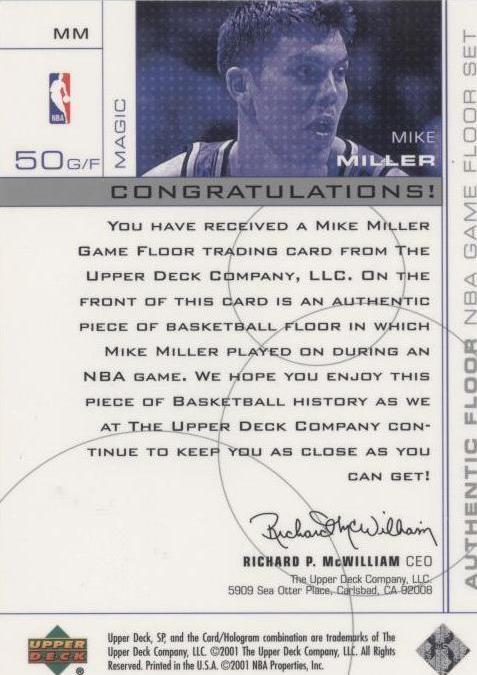 MM
NBA
50 G/F
MAGIC
MIKE
MILLER
CONGRATULATIONS!
YOU HAVE RECEIVED A MIKE MILLER
GAME FLOOR TRADING CARD FROM THE
UPPER DECK COMPANY, LLC. ON THE
FRONT OF THIS CARD IS AN AUTHENTIC
PIECE OF BASKETBALL FLOOR IN WHICH
MIKE MILLER PLAYED ON DURING AN
NBA GAME. WE HOPE YOU ENJOY THIS
PIECE OF BASKETBALL HISTORY AS WE
AT THE UPPER DECK COMPANY CON-
TINUE TO KEEP YOU AS CLOSE AS YOU
CAN GET!
Richard McWilliam
RICHARD P. McWILLIAM CEO
The Upper Deck Company, LLC.
5909 Sea Otter Place, Carlsbad, CA 92008
AUTHENTIC FLOOR NBA GAME FLOOR SET
UPPER
DECK
®
Upper Deck, SP, and the Card/Hologram combination are trademarks of The
Upper Deck Company, LLC. ©2001 The Upper Deck Company, LLC. All Rights
Reserved. Printed in the U.S.A. ©2001 NBA Properties, Inc.